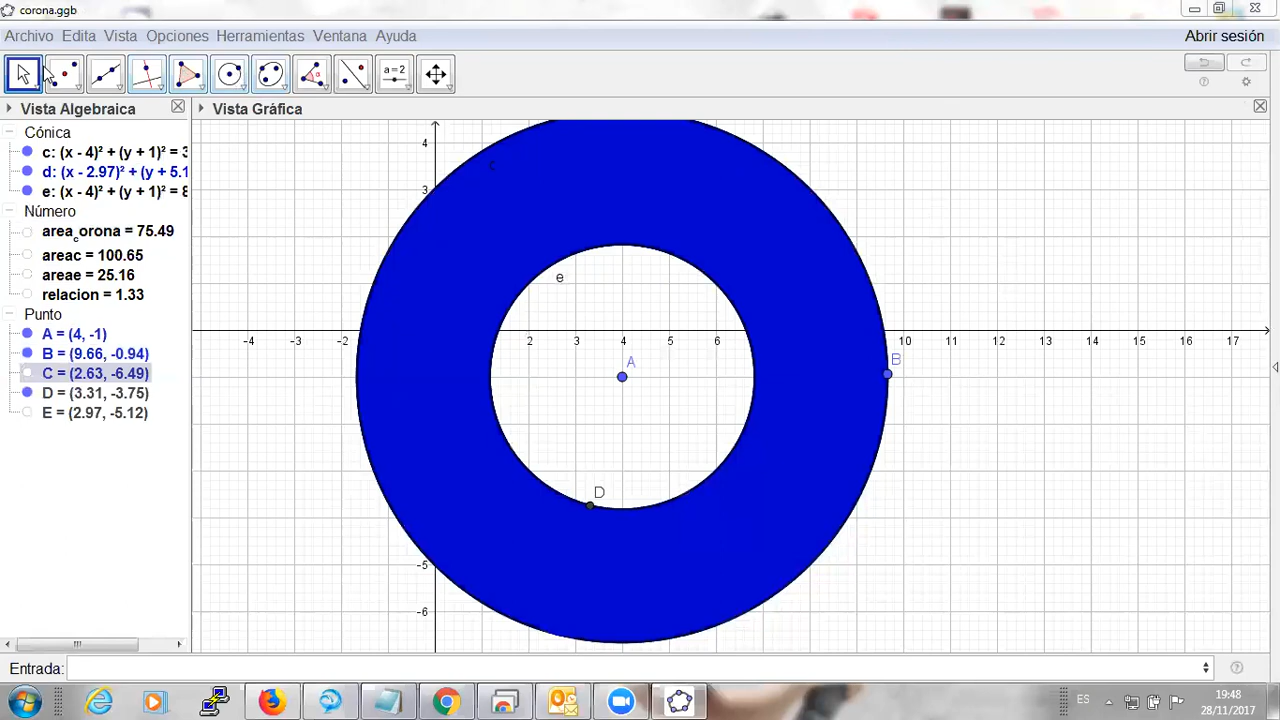 corona.ggb
Archivo Edita Vista Opciones Herramientas Ventana Ayuda Abrir sesión
a=2
Vista Algebraica
Vista Gráfica
Cónica
c: (x - 4)² + (y + 1)² = 3
d: (x - 2.97)² + (y + 5.1
e: (x - 4)² + (y + 1)² = 8
Número
area_corona = 75.49
areac = 100.65
areae = 25.16
relacion = 1.33
Punto
A = (4, -1)
B = (9.66, -0.94)
C = (2.63, -6.49)
D = (3.31, -3.75)
E = (2.97, -5.12)
4
c
3
e
-4 -3 -2 2 3 4 5 6 10 11 12 13 14 15 16 17
A
B
D
-5
-6
Entrada:
ES
19:48
28/11/2017